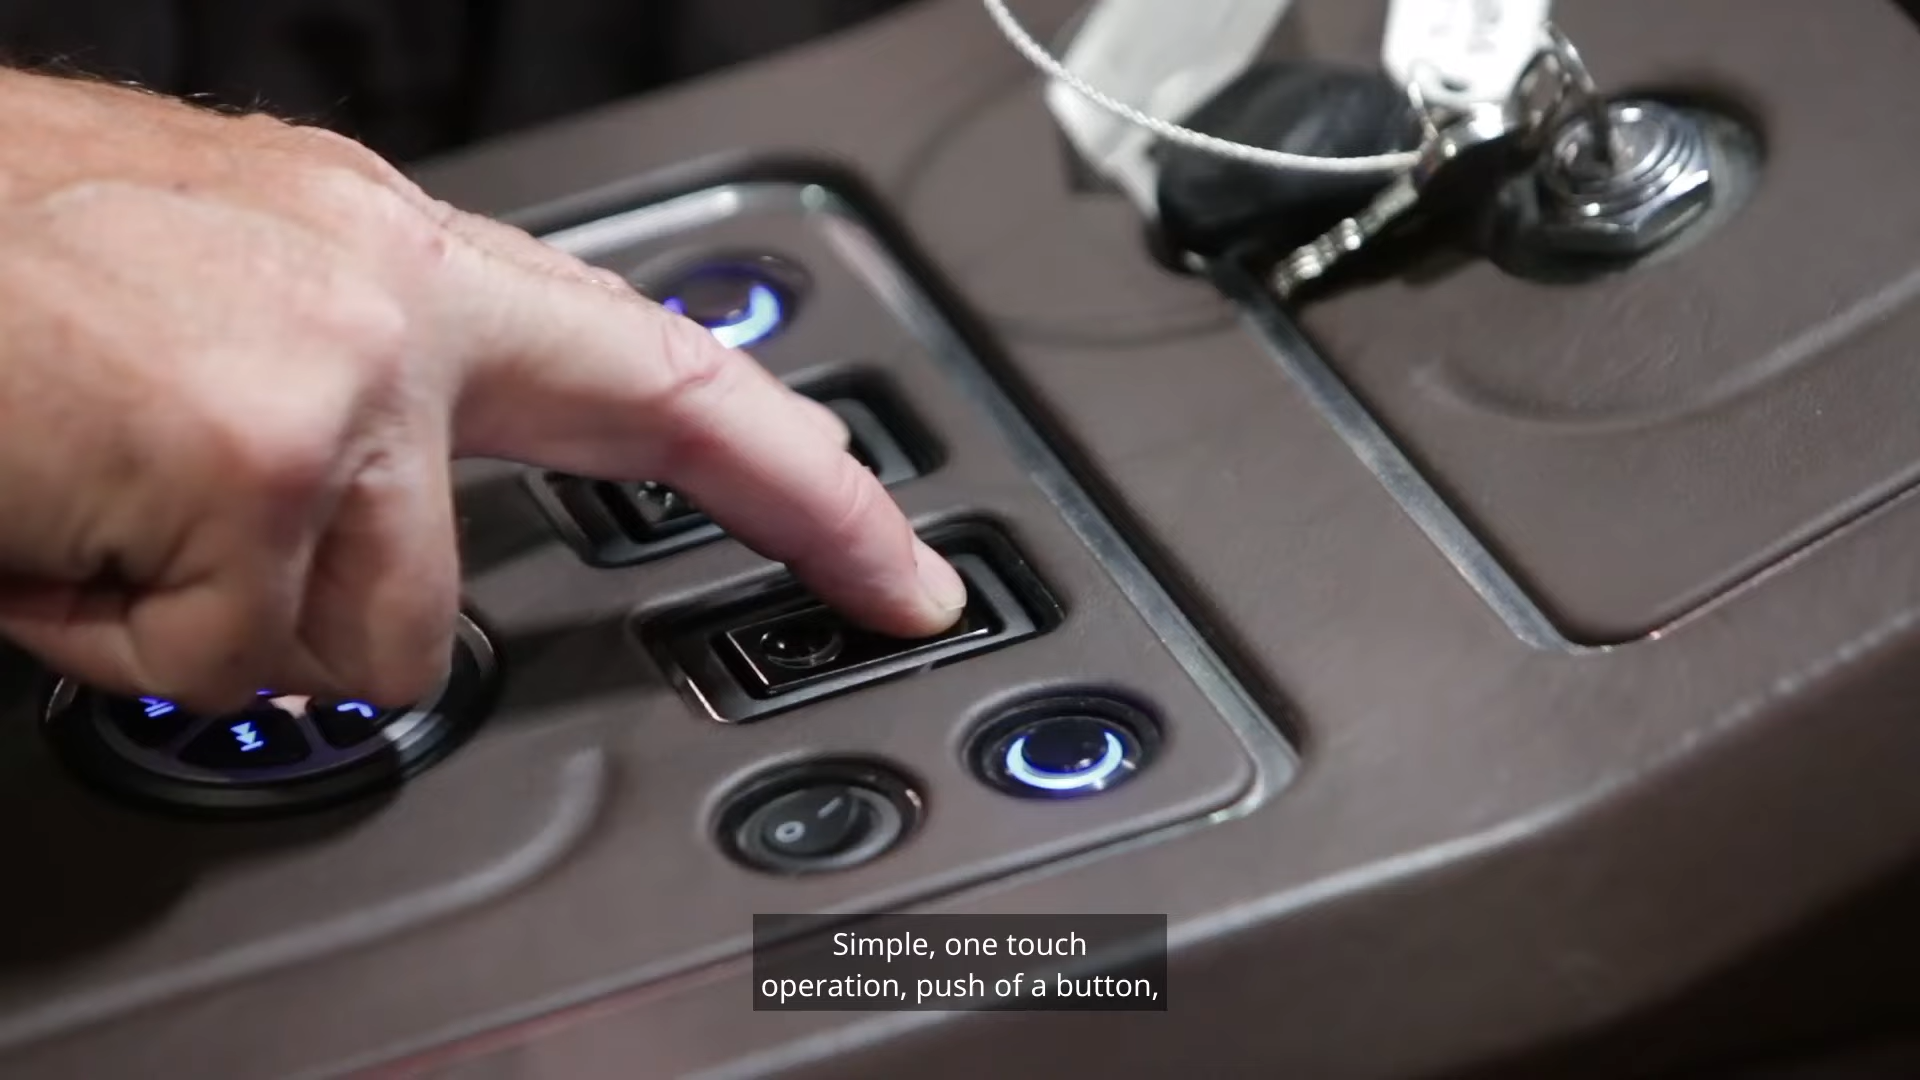 Simple, one touch
operation, push of a button,